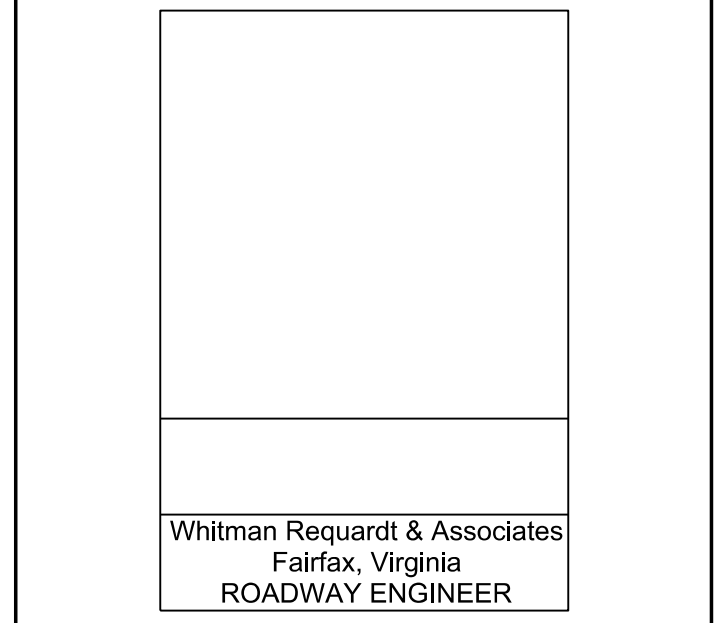 Whitman Requardt & Associates
Fairfax, Virginia
ROADWAY ENGINEER